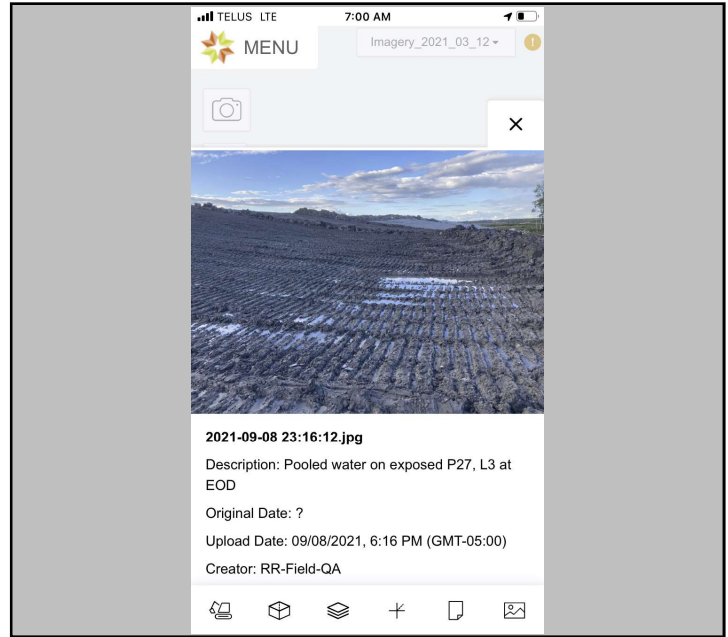 TELUS LTE 7:00 AM
MENU
Imagery_2021_03_12
2021-09-08 23:16:12.jpg
Description: Pooled water on exposed P27, L3 at
EOD
Original Date: ?
Upload Date: 09/08/2021, 6:16 PM (GMT-05:00)
Creator: RR-Field-QA